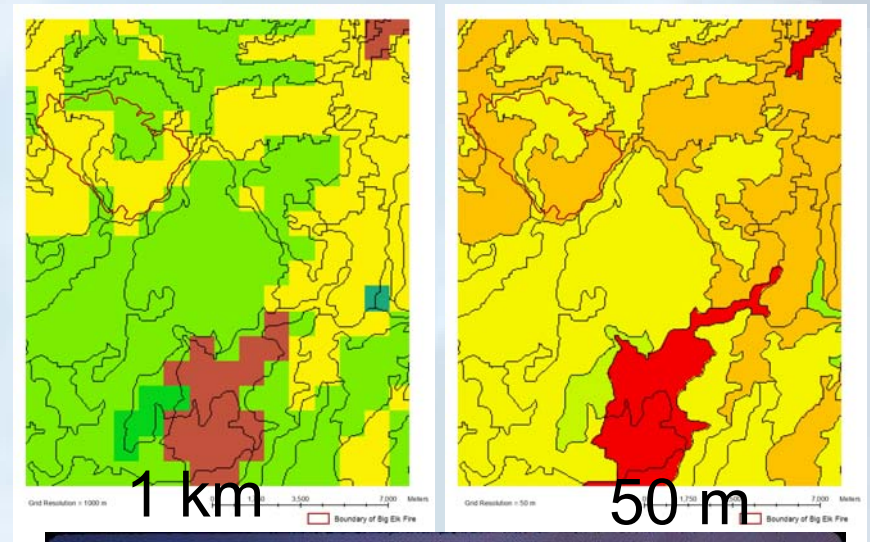 Grid Resolution = 1000 m
1 km
3,500
7,000
Meters
Boundary of Big Elk Fire
Grid Resolution = 50 m
50 m
1,750
3,500
7,000
Meters
Boundary of Big Elk Fire